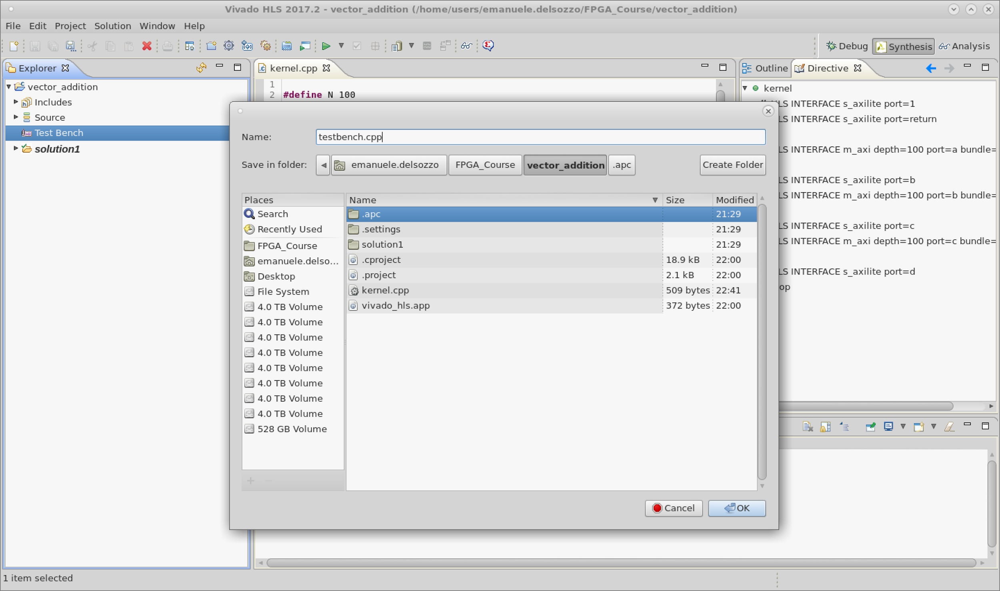 Vivado HLS 2017.2 - vector_addition (/home/users/emanuele.delsozzo/FPGA_Course/vector_addition)
File Edit Project Solution Window Help
Debug Synthesis Analysis
Explorer
kernel.cpp
Outline Directive
vector_addition
Includes
Source
Test Bench
solution1
1
2 #define N 100
kernel
LS INTERFACE s_axilite port=1
LS INTERFACE s_axilite port=return
LS INTERFACE m_axi depth=100 port=a bundle=
LS INTERFACE s_axilite port=b
LS INTERFACE m_axi depth=100 port=b bundle=
LS INTERFACE s_axilite port=c
LS INTERFACE m_axi depth=100 port=c bundle=
LS INTERFACE s_axilite port=d
op
Name: testbench.cpp
Save in folder: emanuele.delsozzo FPGA_Course vector_addition .apc Create Folder
Places
Search
Recently Used
FPGA_Course
emanuele.delso...
Desktop
File System
4.0 TB Volume
4.0 TB Volume
4.0 TB Volume
4.0 TB Volume
4.0 TB Volume
4.0 TB Volume
4.0 TB Volume
4.0 TB Volume
528 GB Volume
Name Size Modified
.apc 21:29
.settings 21:29
solution1 21:29
.cproject 18.9 kB 22:00
.project 2.1 kB 22:00
kernel.cpp 509 bytes 22:41
vivado_hls.app 372 bytes 22:00
Cancel OK
1 item selected